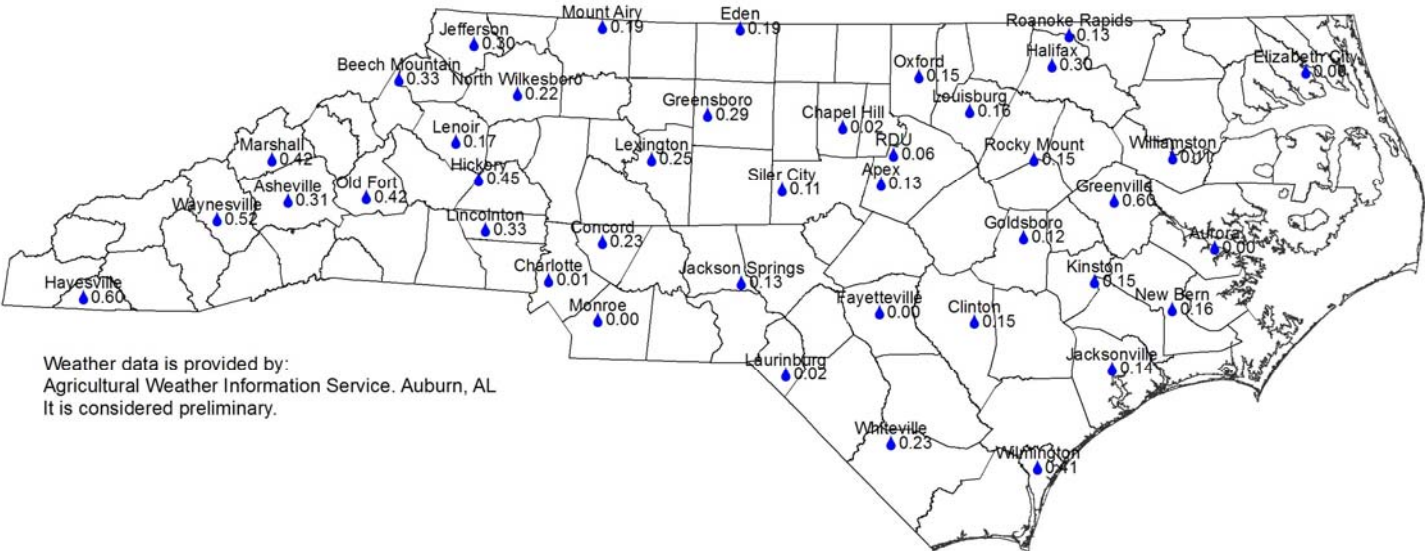 Mount Airy
0.19
Eden
0.19
Roanoke Rapids
0.13
Jefferson
0.30
Halifax
0.30
Elizabeth City
Beech Mountain
0.33
North Wilkesboro
0.22
Oxford
0.15
Louisburg
0.16
Greensboro
0.29
Chapel Hill
0.02
Lenoir
0.17
RDU
0.06
Rocky Mount
0.15
Williamston
Marshall
0.42
Lexington
0.25
Hickory
0.45
Siler City
0.11
Apex
0.13
Asheville
0.31
Old Fort
0.42
Greenville
0.60
Waynesville
0.52
Lincolnton
0.33
Concord
0.23
Goldsboro
0.12
Aurora
0.00
Charlotte
0.01
Jackson Springs
0.13
Kinston
0.15
Hayesville
0.60
New Bern
0.16
Monroe
0.00
Fayetteville
0.00
Clinton
0.15
Laurinburg
0.02
Jacksonville
0.14
Whiteville
0.23
Wilmington
0.41
Weather data is provided by:
Agricultural Weather Information Service. Auburn, AL
It is considered preliminary.